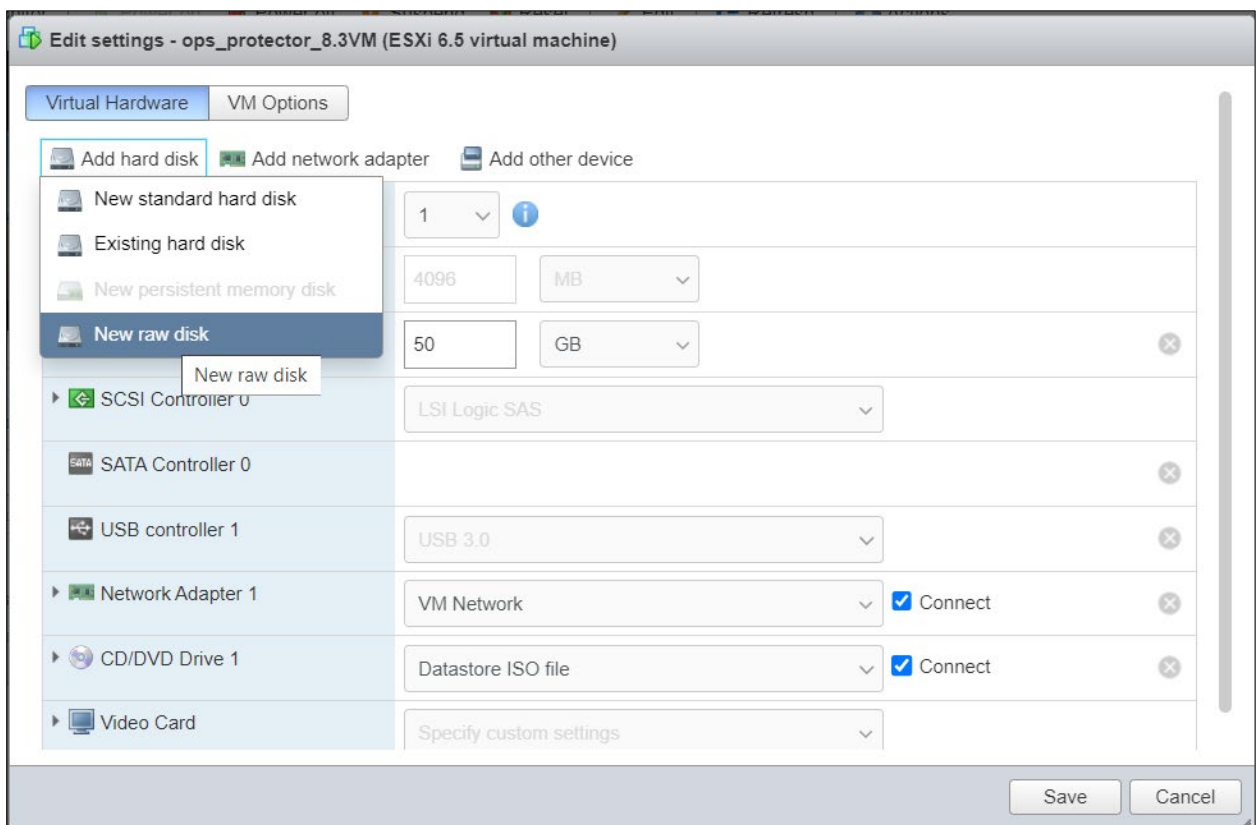 Edit settings - ops_protector_8.3VM (ESXi 6.5 virtual machine)
Virtual Hardware VM Options
Add hard disk Add network adapter Add other device
New standard hard disk
1
Existing hard disk
New persistent memory disk
4096 MB
New raw disk
50 GB
New raw disk
SCSI Controller 0 LSI Logic SAS
SATA Controller 0
USB controller 1 USB 3.0
Network Adapter 1 VM Network Connect
CD/DVD Drive 1 Datastore ISO file Connect
Video Card Specify custom settings
Save Cancel